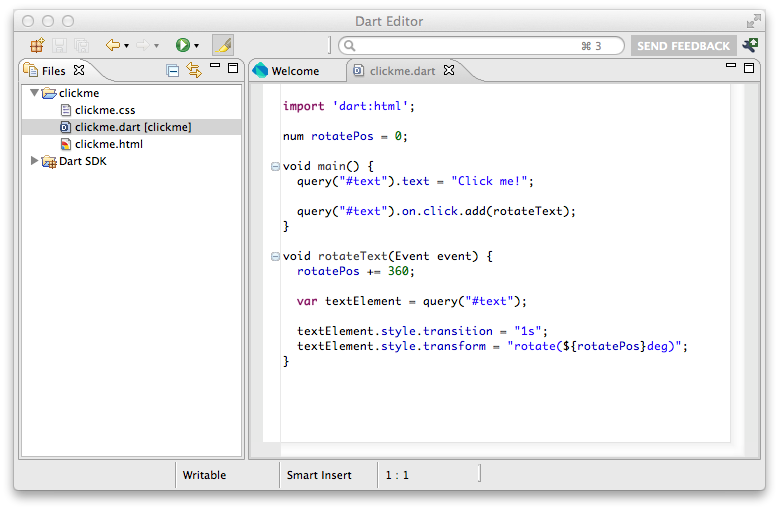 Dart Editor
⌘ 3
SEND FEEDBACK
Files
Welcome
clickme.dart
clickme
clickme.css
clickme.dart [clickme]
clickme.html
Dart SDK
import 'dart:html';
num rotatePos = 0;
void main() {
query("#text").text = "Click me!";
query("#text").on.click.add(rotateText);
}
void rotateText(Event event) {
rotatePos += 360;
var textElement = query("#text");
textElement.style.transition = "1s";
textElement.style.transform = "rotate(${rotatePos}deg)";
}
Writable
Smart Insert
1 : 1